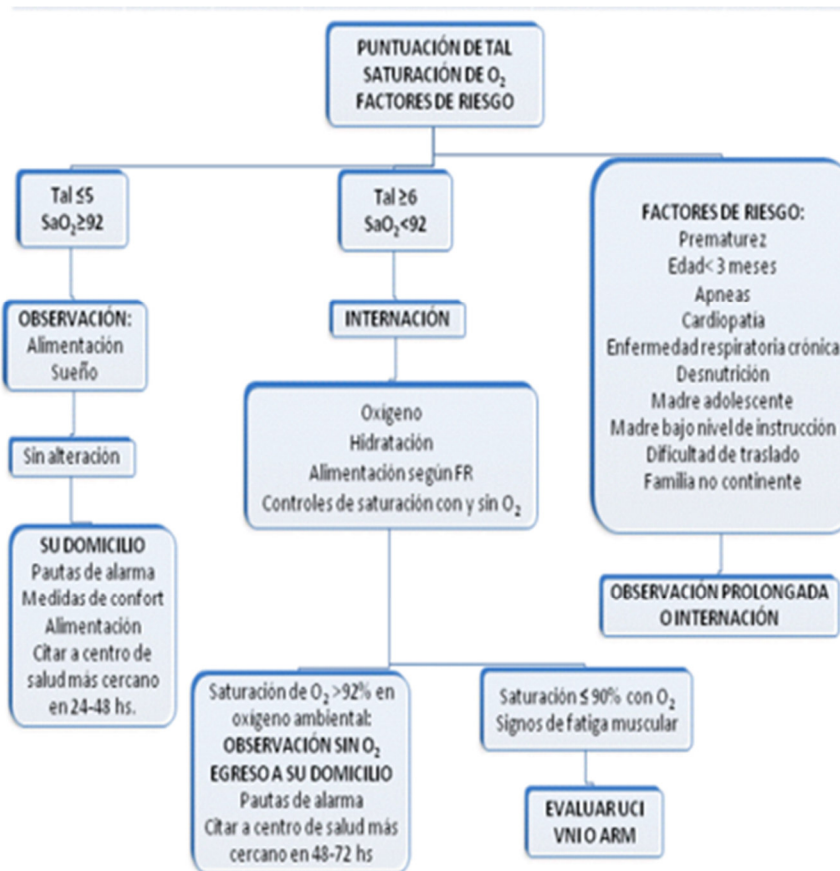 PUNTUACIÓN DE TAL
SATURACIÓN DE O₂
FACTORES DE RIESGO
Tal ≤5
SaO₂≥92
OBSERVACIÓN:
Alimentación
Sueño
Sin alteración
SU DOMICILIO
Pautas de alarma
Medidas de confort
Alimentación
Citar a centro de
salud más cercano
en 24-48 hs.
Tal ≥6
SaO₂<92
INTERNACIÓN
Oxígeno
Hidratación
Alimentación según FR
Controles de saturación con y sin O₂
Saturación de O₂ >92% en
oxígeno ambiental:
OBSERVACIÓN SIN O₂
EGRESO A SU DOMICILIO
Pautas de alarma
Citar a centro de salud más
cercano en 48-72 hs
Saturación ≤ 90% con O₂
Signos de fatiga muscular
EVALUAR UCI
VNI O ARM
FACTORES DE RIESGO:
Prematurez
Edad< 3 meses
Apneas
Cardiopatía
Enfermedad respiratoria crónica
Desnutrición
Madre adolescente
Madre bajo nivel de instrucción
Dificultad de traslado
Familia no continente
OBSERVACIÓN PROLONGADA
O INTERNACIÓN